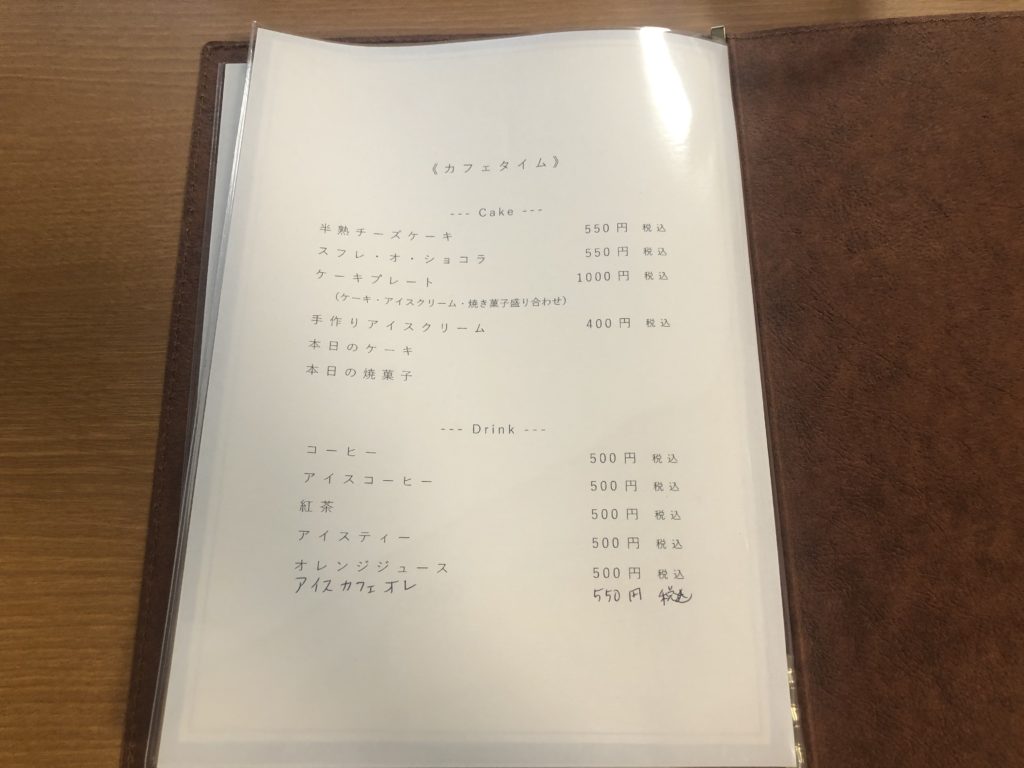 《カフェタイム》
--- Cake ---
半熟チーズケーキ 550円 税込
スフレ・オ・ショコラ 550円 税込
ケーキプレート 1000円 税込
(ケーキ・アイスクリーム・焼き菓子盛り合わせ)
手作りアイスクリーム 400円 税込
本日のケーキ
本日の焼菓子
--- Drink ---
コーヒー 500円 税込
アイスコーヒー 500円 税込
紅茶 500円 税込
アイスティー 500円 税込
オレンジジュース 500円 税込
アイスカフェオレ 550円 税込